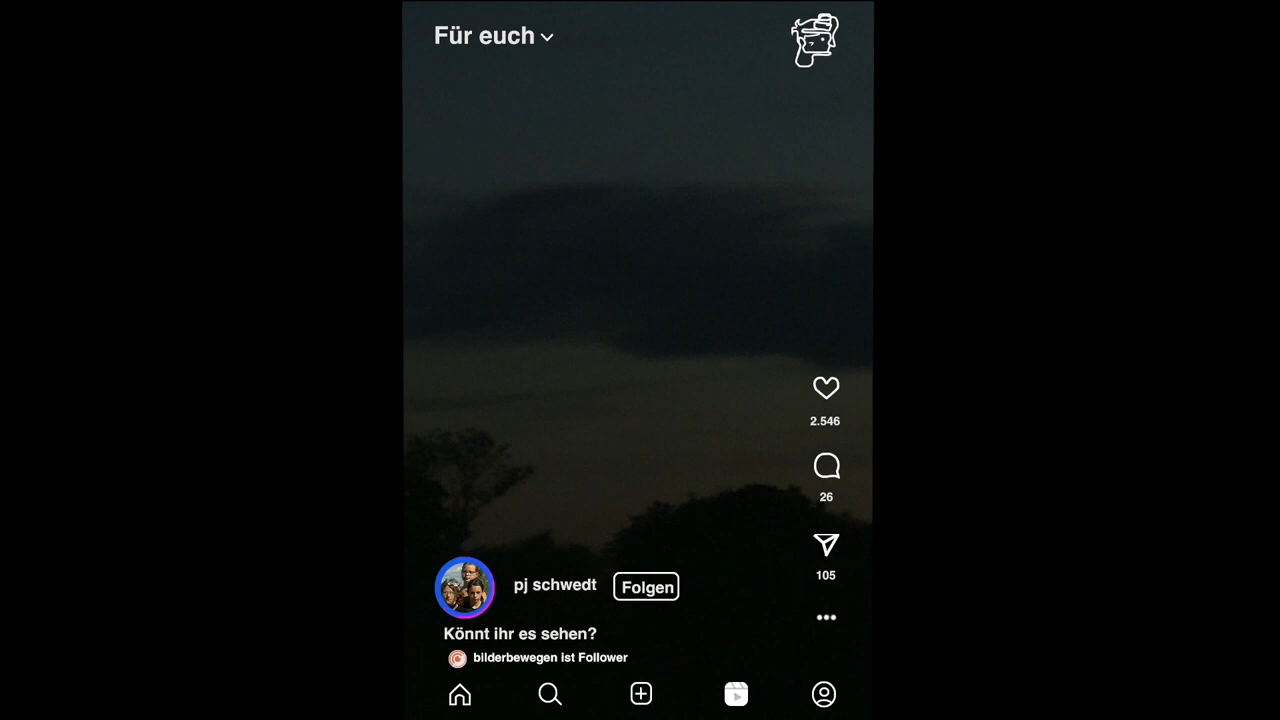 Für euch
2.546
26
105
pj schwedt
Folgen
Könnt ihr es sehen?
bilderbewegen ist Follower